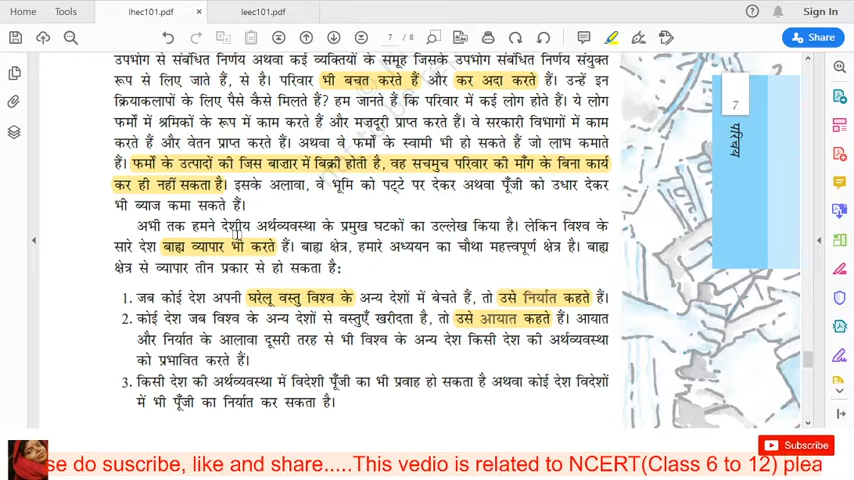 Home
Tools
lhec101.pdf
×
leec101.pdf
?
Sign In
7 / 8
Share
उपभोग से संबंधित निर्णय अथवा कई व्यक्तियों के समूह जिसके उपभोग संबंधित निर्णय संयुक्त
रूप से लिए जाते हैं, से है। परिवार भी बचत करते हैं और कर अदा करते हैं। उन्हें इन
क्रियाकलापों के लिए पैसे कैसे मिलते हैं? हम जानते हैं कि परिवार में कई लोग होते हैं। ये लोग
फर्मों में श्रमिकों के रूप में काम करते हैं और मज़दूरी प्राप्त करते हैं। वे सरकारी विभागों में काम
करते हैं और वेतन प्राप्त करते हैं। अथवा वे फर्मों के स्वामी भी हो सकते हैं जो लाभ कमाते
हैं। फर्मों के उत्पादों की जिस बाजार में बिक्री होती है, वह सचमुच परिवार की माँग के बिना कार्य
कर ही नहीं सकता है। इसके अलावा, वे भूमि को पट्टे पर देकर अथवा पूँजी को उधार देकर
भी ब्याज कमा सकते हैं।
अभी तक हमने देशीय अर्थव्यवस्था के प्रमुख घटकों का उल्लेख किया है। लेकिन विश्व के
सारे देश बाह्य व्यापार भी करते हैं। बाह्य क्षेत्र, हमारे अध्ययन का चौथा महत्त्वपूर्ण क्षेत्र है। बाह्य
क्षेत्र से व्यापार तीन प्रकार से हो सकता है:
1. जब कोई देश अपनी घरेलू वस्तु विश्व के अन्य देशों में बेचते हैं, तो उसे निर्यात कहते हैं।
2. कोई देश जब विश्व के अन्य देशों से वस्तुएँ खरीदता है, तो उसे आयात कहते हैं। आयात
और निर्यात के आलावा दूसरी तरह से भी विश्व के अन्य देश किसी देश की अर्थव्यवस्था
को प्रभावित करते हैं।
3. किसी देश की अर्थव्यवस्था में विदेशी पूँजी का भी प्रवाह हो सकता है अथवा कोई देश विदेशों
में भी पूँजी का निर्यात कर सकता है।
7
परिचय
Subscribe
se do suscribe, like and share.....This vedio is related to NCERT(Class 6 to 12) plea